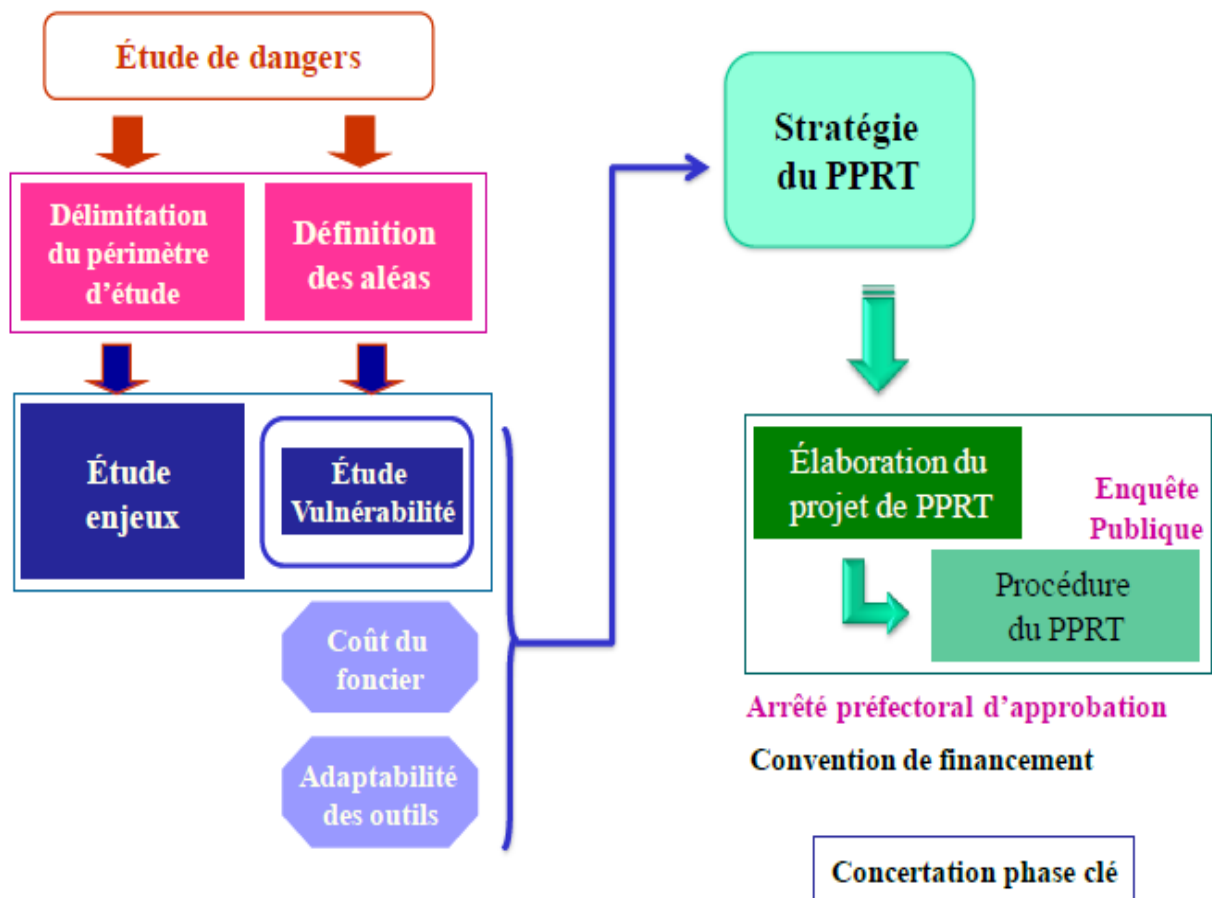 Étude de dangers
Délimitation
du périmètre
d’étude
Définition
des aléas
Étude
enjeux
Étude
Vulnérabilité
Coût du
foncier
Adaptabilité
des outils
Stratégie
du PPRT
Élaboration du
projet de PPRT
Enquête
Publique
Procédure
du PPRT
Arrêté préfectoral d’approbation
Convention de financement
Concertation phase clé